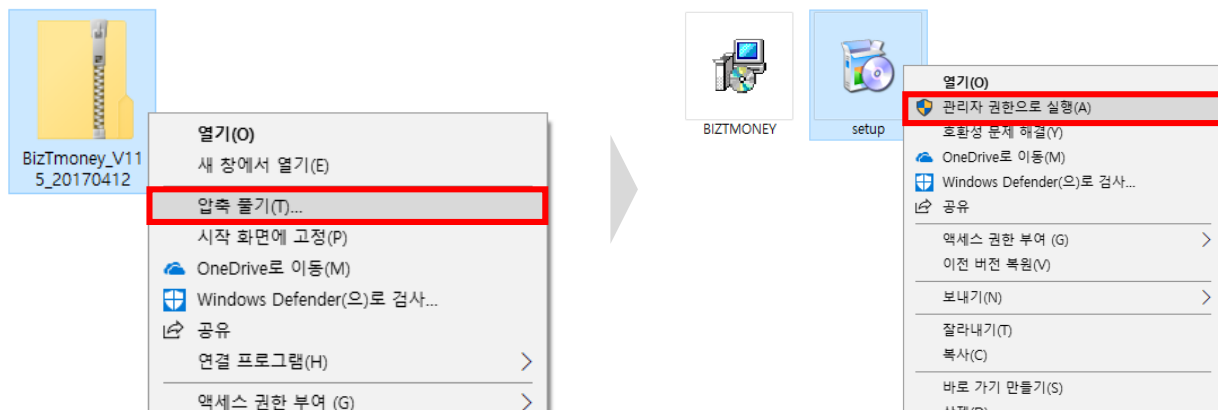 BizTmoney_V11
5_20170412
열기(O)
새 창에서 열기(E)
압축 풀기(T)...
시작 화면에 고정(P)
OneDrive로 이동(M)
Windows Defender(으)로 검사...
공유
연결 프로그램(H)
액세스 권한 부여 (G)
BIZTMONEY
setup
열기(O)
관리자 권한으로 실행(A)
호환성 문제 해결(Y)
OneDrive로 이동(M)
Windows Defender(으)로 검사...
공유
액세스 권한 부여 (G)
이전 버전 복원(V)
보내기(N)
잘라내기(T)
복사(C)
바로 가기 만들기(S)